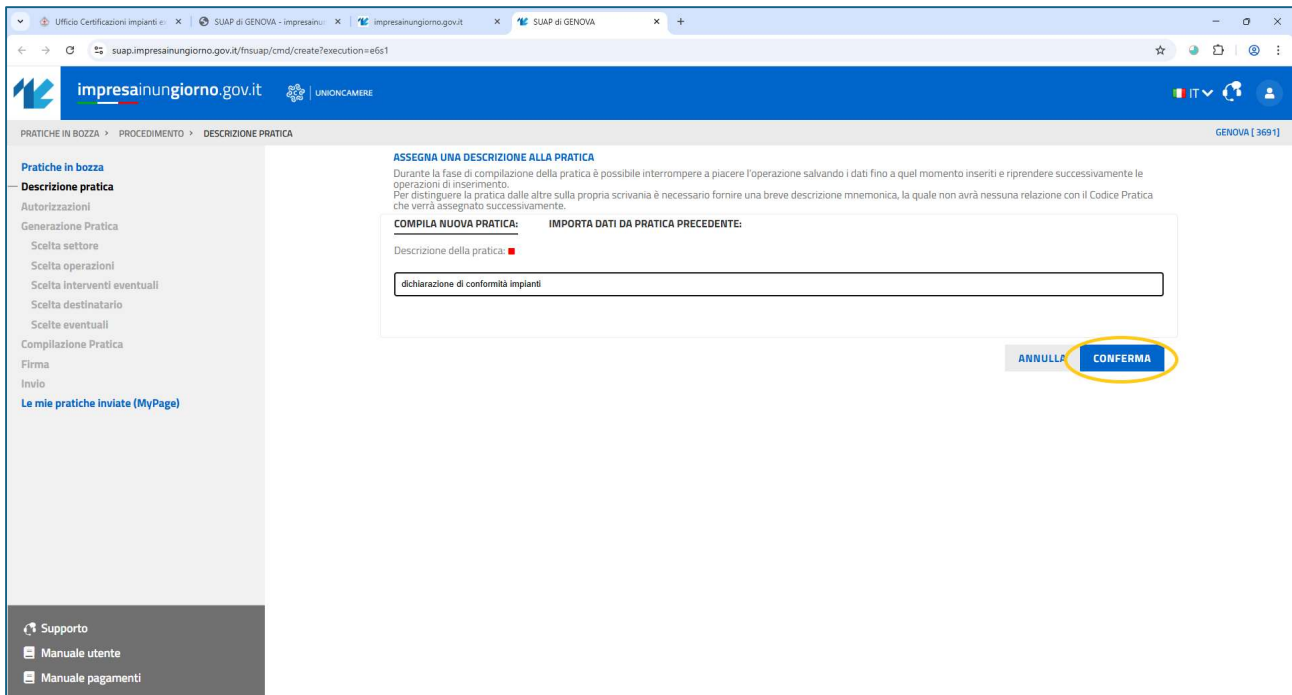 Ufficio Certificazioni impianti e
SUAP di GENOVA - impresainun
impresainungiorno.gov.it
SUAP di GENOVA
suap.impresainungiorno.gov.it/fnsuap/cmd/create?execution=e6s1
impresainungiorno.gov.it
UNIONCAMERE
IT
PRATICHE IN BOZZA > PROCEDIMENTO > DESCRIZIONE PRATICA
GENOVA [ 3691]
Pratiche in bozza
Descrizione pratica
Autorizzazioni
Generazione Pratica
Scelta settore
Scelta operazioni
Scelta interventi eventuali
Scelta destinatario
Scelte eventuali
Compilazione Pratica
Firma
Invio
Le mie pratiche inviate (MyPage)
ASSEGNA UNA DESCRIZIONE ALLA PRATICA
Durante la fase di compilazione della pratica è possibile interrompere a piacere l'operazione salvando i dati fino a quel momento inseriti e riprendere successivamente le
operazioni di inserimento.
Per distinguere la pratica dalle altre sulla propria scrivania è necessario fornire una breve descrizione mnemonica, la quale non avrà nessuna relazione con il Codice Pratica
che verrà assegnato successivamente.
COMPILA NUOVA PRATICA:
IMPORTA DATI DA PRATICA PRECEDENTE:
Descrizione della pratica:
dichiarazione di conformità impianti
ANNULLA
CONFERMA
Supporto
Manuale utente
Manuale pagamenti